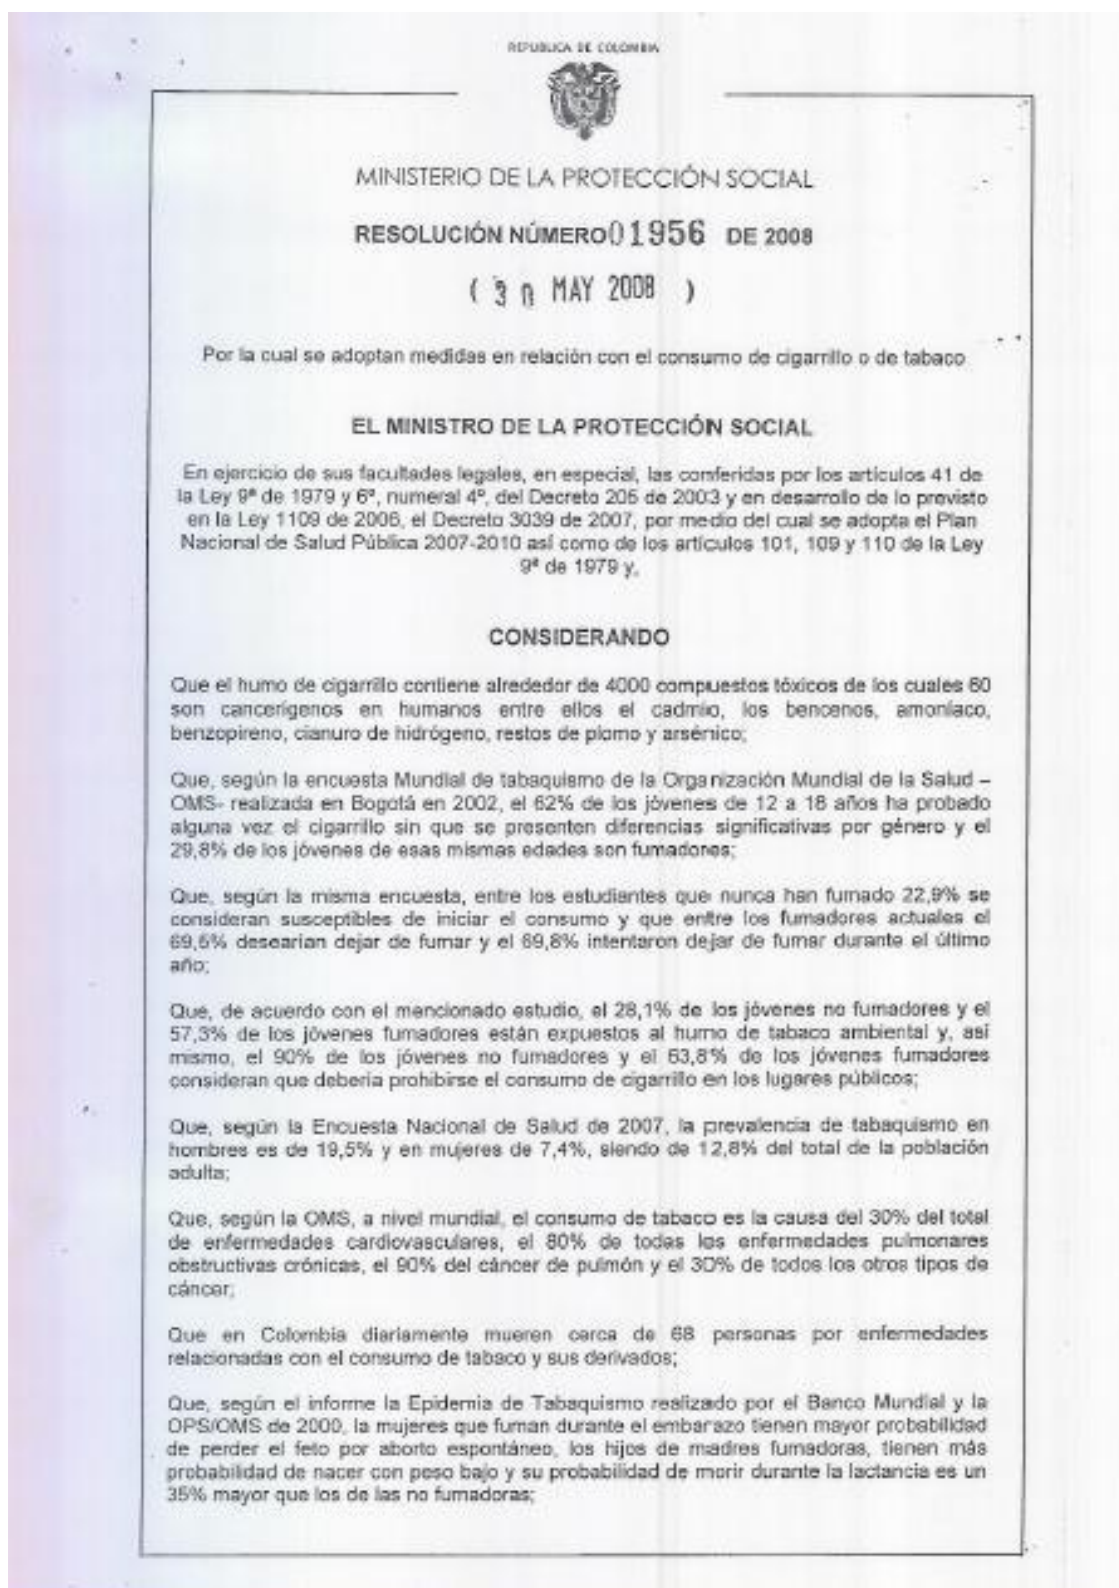 REPUBLICA DE COLOMBIA
MINISTERIO DE LA PROTECCIÓN SOCIAL
RESOLUCIÓN NÚMERO 01956 DE 2008
( 30 MAY 2008 )
Por la cual se adoptan medidas en relación con el consumo de cigarrillo o de tabaco
EL MINISTRO DE LA PROTECCIÓN SOCIAL
En ejercicio de sus facultades legales, en especial, las conferidas por los artículos 41 de
la Ley 9ª de 1979 y 6º, numeral 4º, del Decreto 205 de 2003 y en desarrollo de lo previsto
en la Ley 1109 de 2006, el Decreto 3039 de 2007, por medio del cual se adopta el Plan
Nacional de Salud Pública 2007-2010 así como de los artículos 101, 109 y 110 de la Ley
9ª de 1979 y,
CONSIDERANDO
Que el humo de cigarrillo contiene alrededor de 4000 compuestos tóxicos de los cuales 60
son cancerígenos en humanos entre ellos el cadmio, los bencenos, amoníaco,
benzopireno, cianuro de hidrógeno, restos de plomo y arsénico;
Que, según la encuesta Mundial de tabaquismo de la Organización Mundial de la Salud –
OMS- realizada en Bogotá en 2002, el 62% de los jóvenes de 12 a 18 años ha probado
alguna vez el cigarrillo sin que se presenten diferencias significativas por género y el
29,8% de los jóvenes de esas mismas edades son fumadores;
Que, según la misma encuesta, entre los estudiantes que nunca han fumado 22,9% se
consideran susceptibles de iniciar el consumo y que entre los fumadores actuales el
desearían dejar de fumar y el 69,8% intentaron dejar de fumar durante el último
año;
Que, de acuerdo con el mencionado estudio, el 28,1% de los jóvenes no fumadores y el
57,3% de los jóvenes fumadores están expuestos al humo de tabaco ambiental y, así
mismo, el 90% de los jóvenes no fumadores y el 63,8% de los jóvenes fumadores
consideran que debería prohibirse el consumo de cigarrillo en los lugares públicos;
Que, según la Encuesta Nacional de Salud de 2007, la prevalencia de tabaquismo en
hombres es de 19,5% y en mujeres de 7,4%, siendo de 12,8% del total de la población
adulta;
Que, según la OMS, a nivel mundial, el consumo de tabaco es la causa del 30% del total
de enfermedades cardiovasculares, el 80% de todas las enfermedades pulmonares
obstructivas crónicas, el 90% del cáncer de pulmón y el 30% de todos los otros tipos de
cáncer;
Que en Colombia diariamente mueren cerca de 68 personas por enfermedades
relacionadas con el consumo de tabaco y sus derivados;
Que, según el informe la Epidemia de Tabaquismo realizado por el Banco Mundial y la
OPS/OMS de 2000, la mujeres que fuman durante el embarazo tienen mayor probabilidad
de perder el feto por aborto espontáneo, los hijos de madres fumadoras, tienen más
probabilidad de nacer con peso bajo y su probabilidad de morir durante la lactancia es un
35% mayor que los de las no fumadoras;